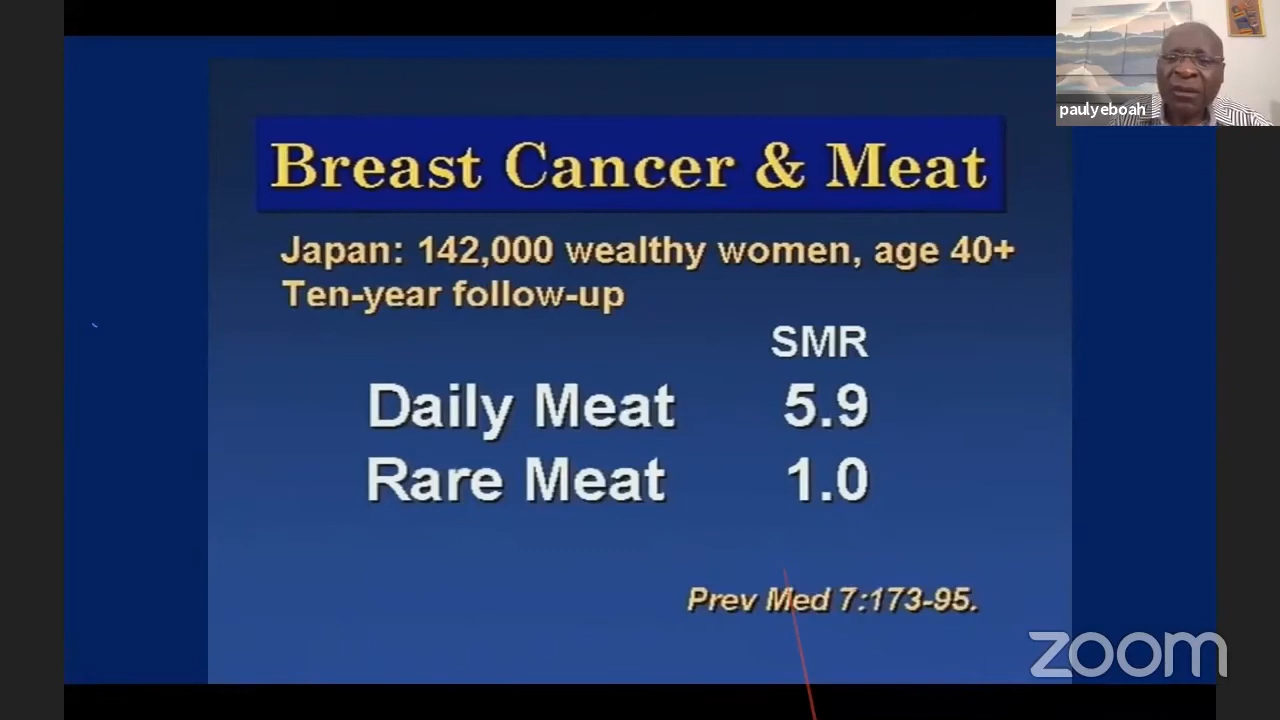 paulyeboah
Breast Cancer & Meat
Japan: 142,000 wealthy women, age 40+
Ten-year follow-up
SMR
Daily Meat 5.9
Rare Meat 1.0
Prev Med 7:173-95.
zoom